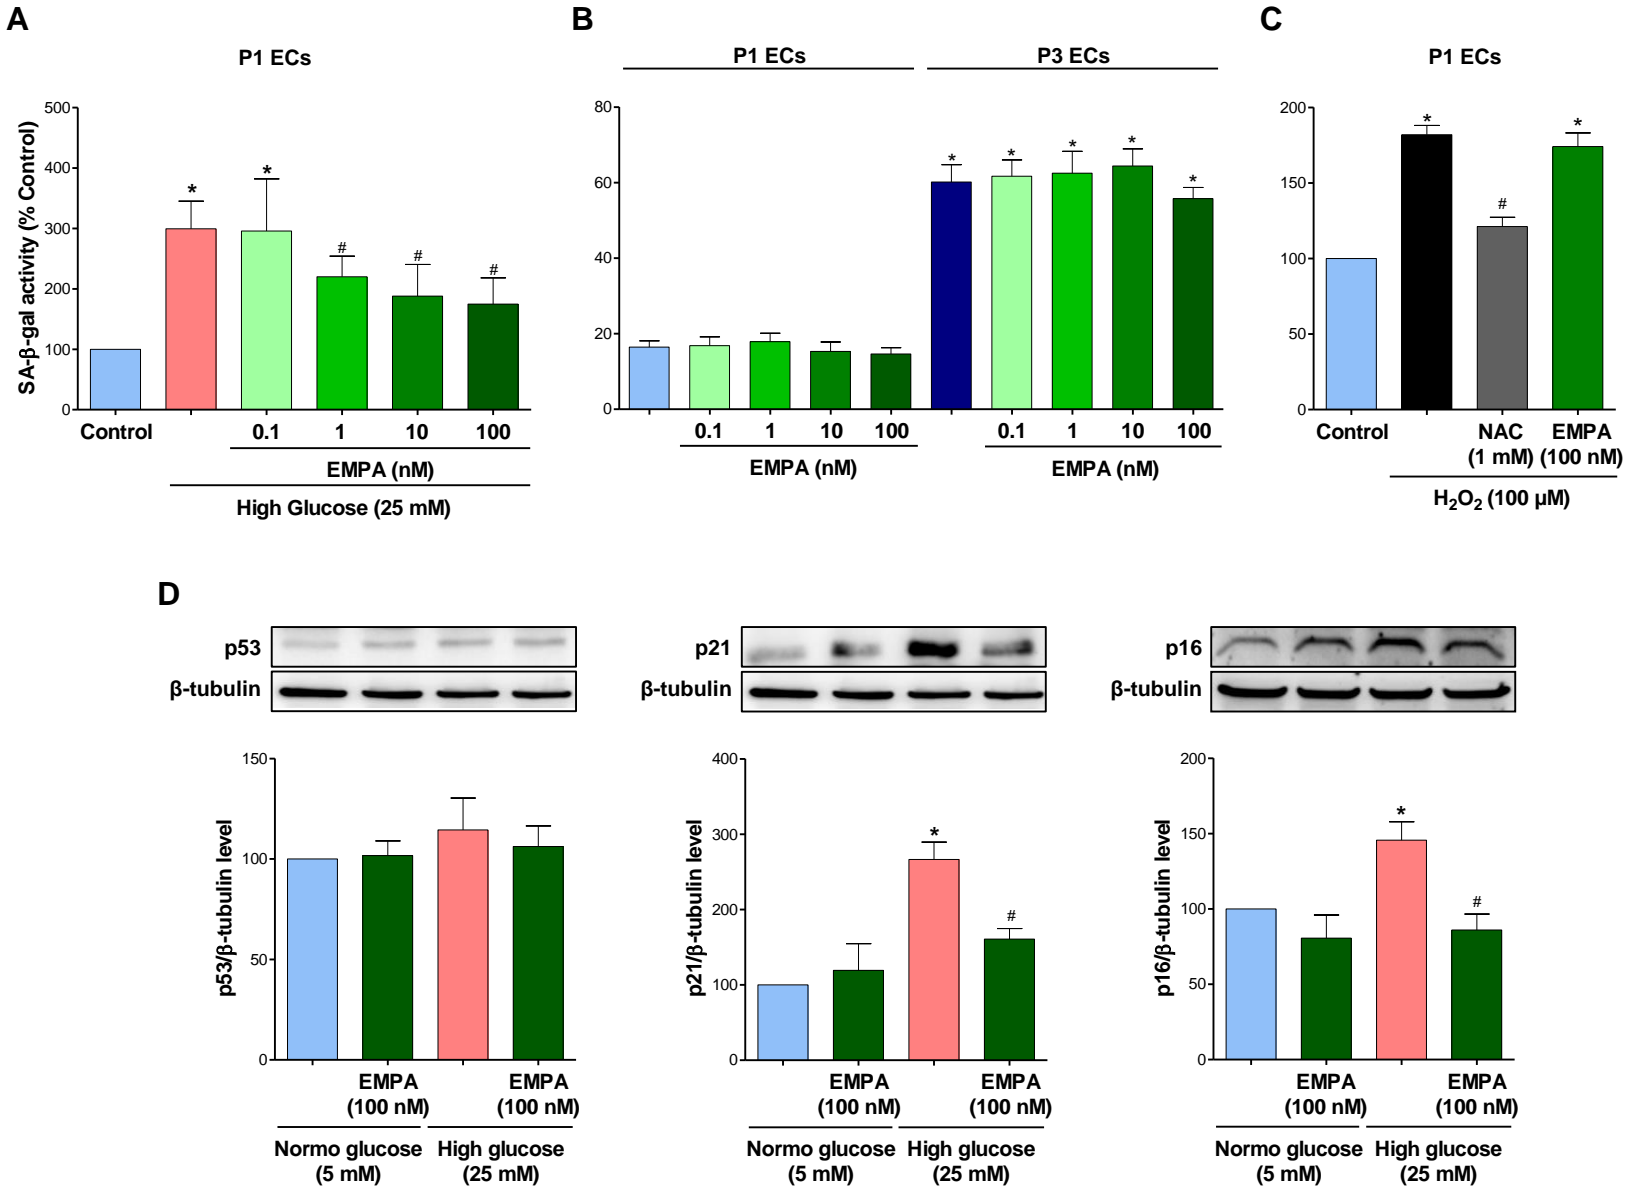 A
B
C
P1 ECs
P1 ECs
P3 ECs
P1 ECs
SA-β-gal activity (% Control)
500
400
300
200
100
0
*
*
#
#
#
Control
0.1
1
10
100
EMPA (nM)
High Glucose (25 mM)
80
60
40
20
0
*
*
*
*
*
0.1
1
10
100
0.1
1
10
100
EMPA (nM)
EMPA (nM)
200
150
100
50
0
*
#
*
Control
NAC
(1 mM)
EMPA
(100 nM)
H₂O₂ (100 µM)
D
p53
β-tubulin
p21
β-tubulin
p16
β-tubulin
p53/β-tubulin level
150
100
50
0
EMPA
(100 nM)
EMPA
(100 nM)
Normo glucose
(5 mM)
High glucose
(25 mM)
p21/β-tubulin level
400
300
200
100
0
*
#
EMPA
(100 nM)
EMPA
(100 nM)
Normo glucose
(5 mM)
High glucose
(25 mM)
p16/β-tubulin level
200
150
100
50
0
*
#
EMPA
(100 nM)
EMPA
(100 nM)
Normo glucose
(5 mM)
High glucose
(25 mM)